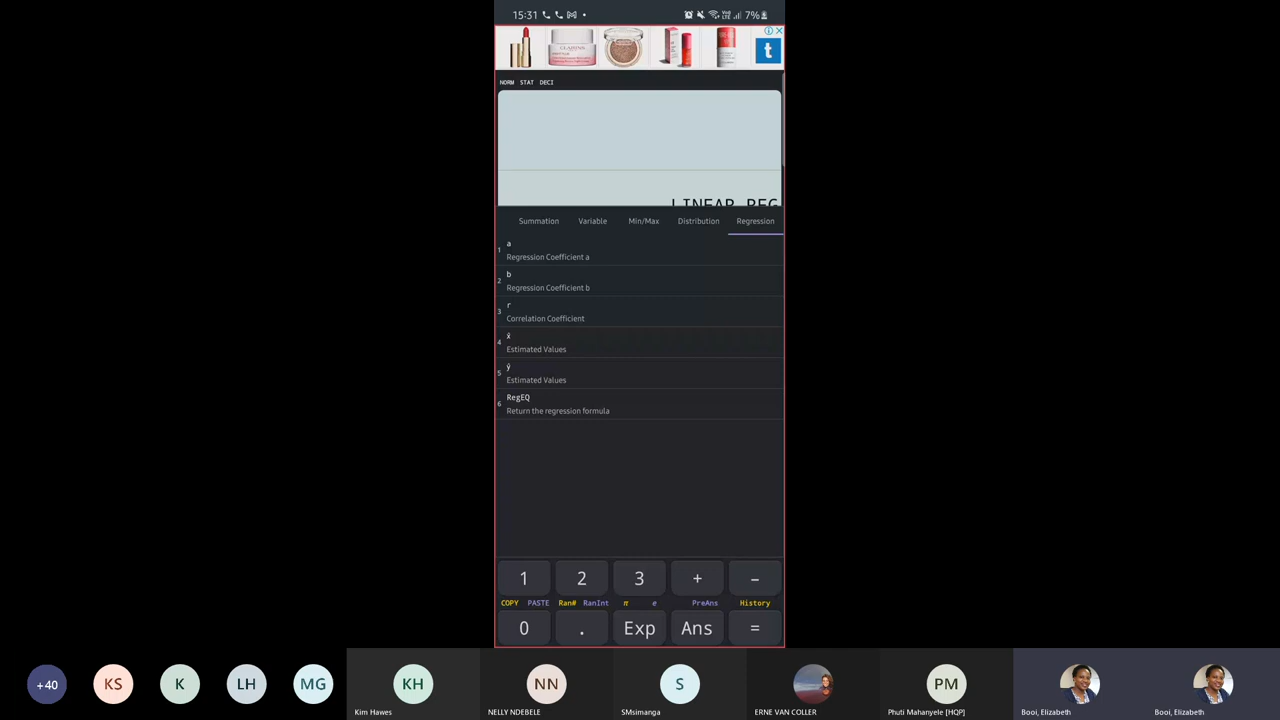 15:31
7%
NORM STAT DECI
LINEAR REG
Summation Variable Min/Max Distribution Regression
1 a
Regression Coefficient a
2 b
Regression Coefficient b
3 r
Correlation Coefficient
4 x̂
Estimated Values
5 ŷ
Estimated Values
6 RegEQ
Return the regression formula
1 2 3 + −
COPY PASTE Ran# RanInt π e PreAns History
0 . Exp Ans =
+40 KS K LH MG KH NN S PM
Kim Hawes NELLY NDEBELE SMsimanga ERNE VAN COLLER Phuti Mahanyele [HQP] Booi, Elizabeth Booi, Elizabeth